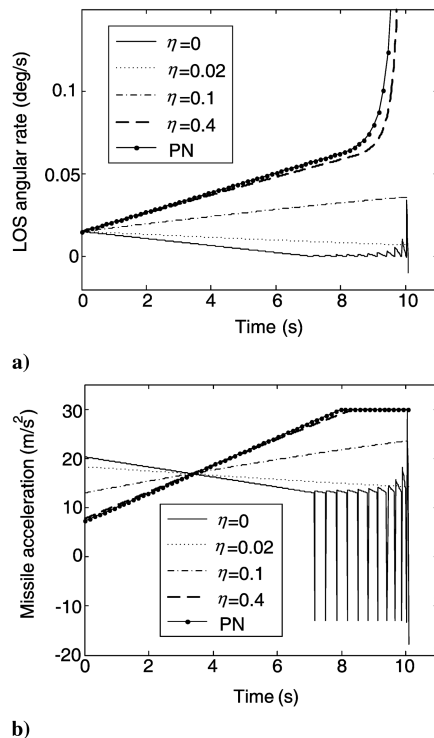 LOS angular rate (deg/s)
0.1
0.05
0
η=0
η=0.02
η=0.1
η=0.4
PN
0 2 4 6 8 10
Time (s)
a)
Missile acceleration (m/s²)
30
20
10
0
-10
-20
η=0
η=0.02
η=0.1
η=0.4
PN
0 2 4 6 8 10
Time (s)
b)